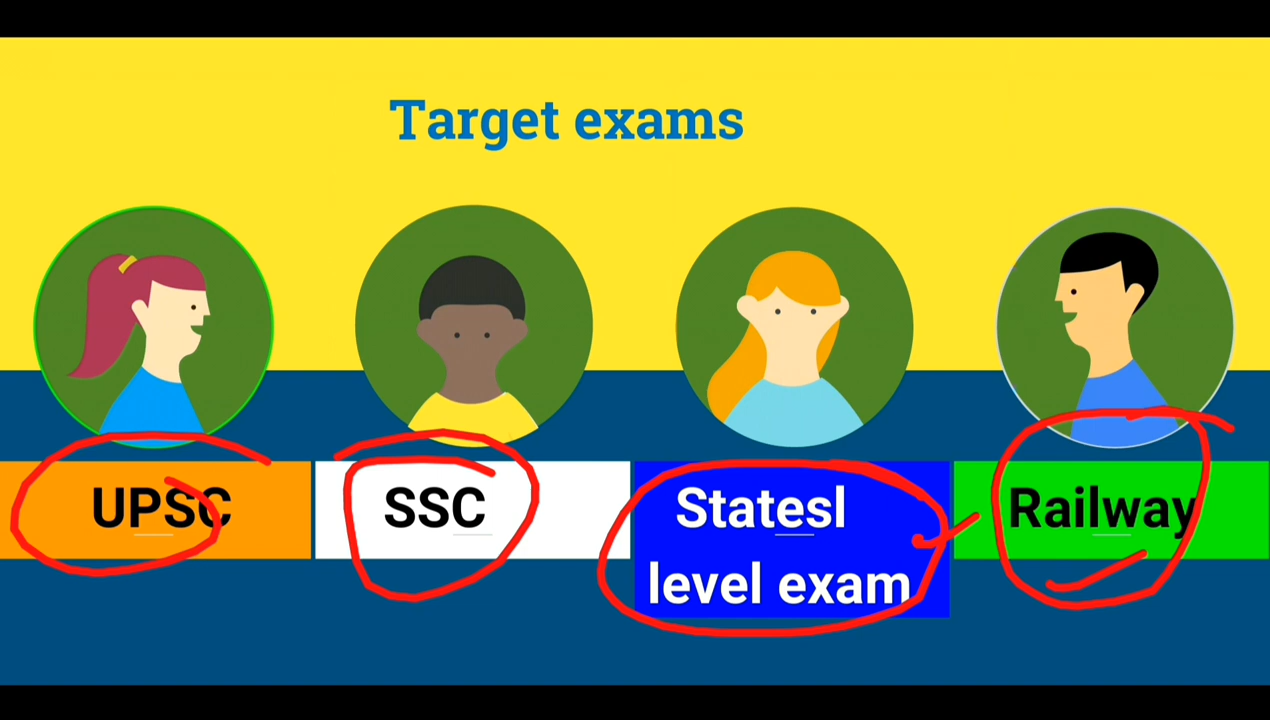 Target exams
UPSC
SSC
Statesl
level exam
Railway